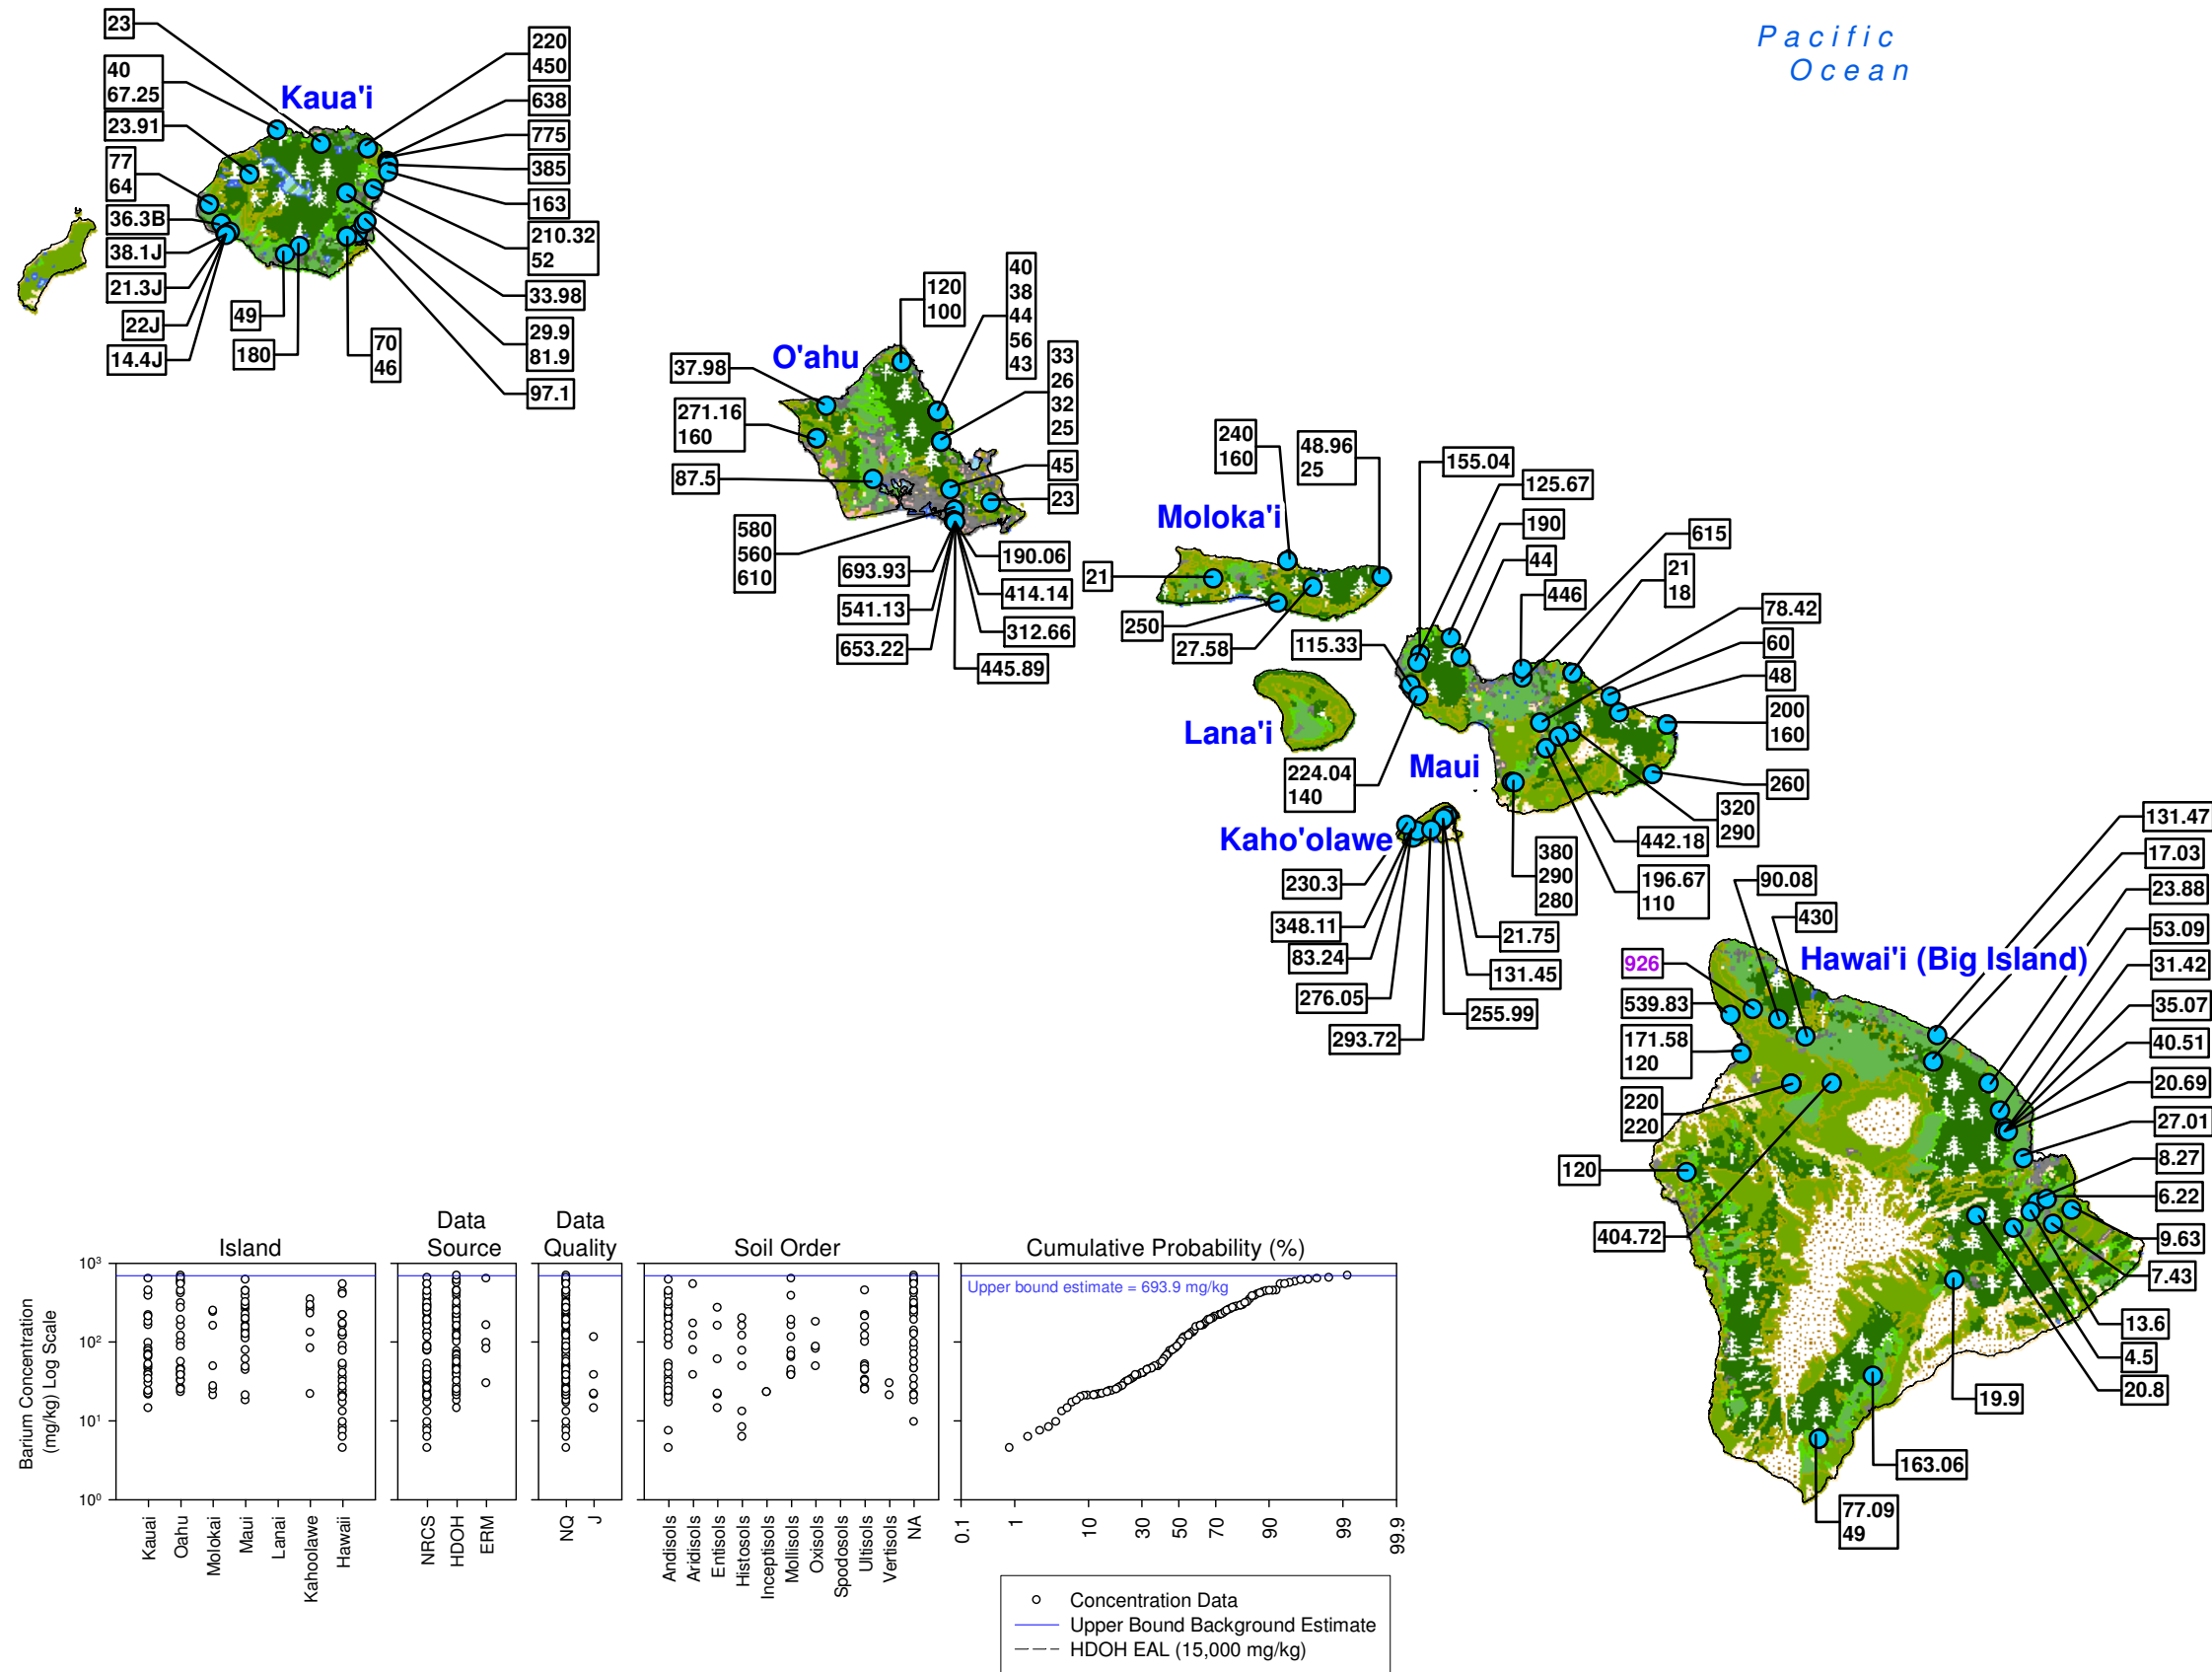 Pacific
Ocean
Kaua'i
23
40
67.25
23.91
77
64
36.3B
38.1J
21.3J
22J
14.4J
49
180
70
46
220
450
638
775
385
163
210.32
52
33.98
29.9
81.9
97.1
O'ahu
37.98
271.16
160
87.5
580
560
610
693.93
541.13
653.22
120
100
40
38
44
56
43
33
26
32
25
45
23
190.06
414.14
312.66
445.89
Moloka'i
240
160
48.96
25
21
250
27.58
Lana'i
Maui
155.04
125.67
190
44
446
615
21
18
78.42
60
48
200
160
260
320
290
442.18
196.67
110
380
290
280
115.33
224.04
140
Kaho'olawe
230.3
348.11
83.24
276.05
293.72
21.75
131.45
255.99
Hawai'i (Big Island)
90.08
430
926
539.83
171.58
120
220
220
120
404.72
131.47
17.03
23.88
53.09
31.42
35.07
40.51
20.69
27.01
8.27
6.22
9.63
7.43
13.6
4.5
20.8
19.9
163.06
77.09
49
Barium Concentration
(mg/kg) Log Scale
10³
10²
10¹
10⁰
Island
Kauai
Oahu
Molokai
Maui
Lanai
Kahoolawe
Hawaii
Data
Source
NRCS
HDOH
ERM
Data
Quality
NQ
J
Soil Order
Andisols
Aridisols
Entisols
Histosols
Inceptisols
Mollisols
Oxisols
Spodosols
Ultisols
Vertisols
NA
Cumulative Probability (%)
Upper bound estimate = 693.9 mg/kg
0.1
1
10
30
50
70
90
99
99.9
Concentration Data
Upper Bound Background Estimate
HDOH EAL (15,000 mg/kg)